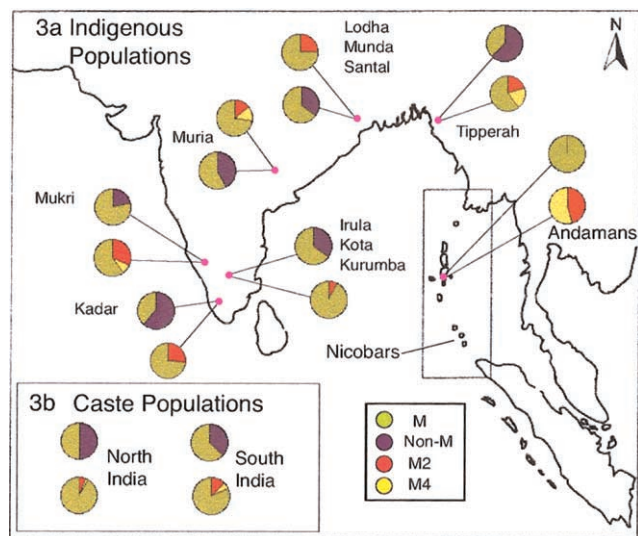 3a Indigenous
Populations
N
Lodha
Munda
Santal
Tipperah
Muria
Mukri
Irula
Kota
Kurumba
Andamans
Kadar
Nicobars
3b Caste Populations
North
India
South
India
M
Non-M
M2
M4